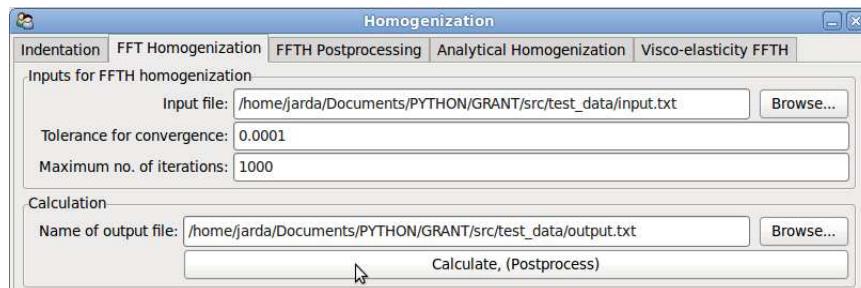 Homogenization
Indentation FFT Homogenization FFTH Postprocessing Analytical Homogenization Visco-elasticity FFTH
Inputs for FFTH homogenization
Input file: /home/jarda/Documents/PYTHON/GRANT/src/test_data/input.txt Browse...
Tolerance for convergence: 0.0001
Maximum no. of iterations: 1000
Calculation
Name of output file: /home/jarda/Documents/PYTHON/GRANT/src/test_data/output.txt Browse...
Calculate, (Postprocess)